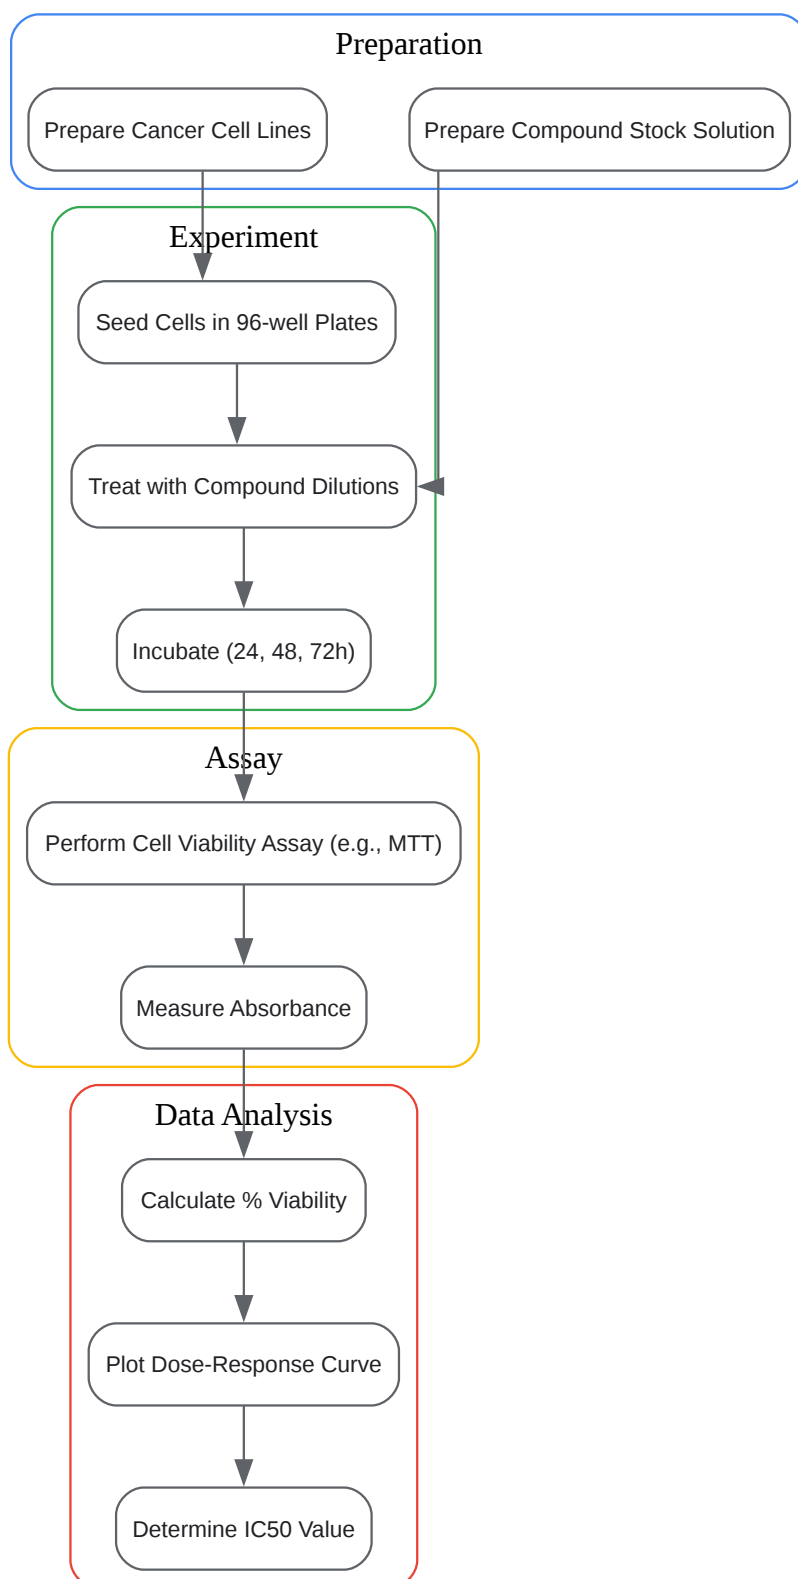 Preparation
Prepare Cancer Cell Lines
Prepare Compound Stock Solution
Experiment
Seed Cells in 96-well Plates
Treat with Compound Dilutions
Incubate (24, 48, 72h)
Assay
Perform Cell Viability Assay (e.g., MTT)
Measure Absorbance
Data Analysis
Calculate % Viability
Plot Dose-Response Curve
Determine IC50 Value